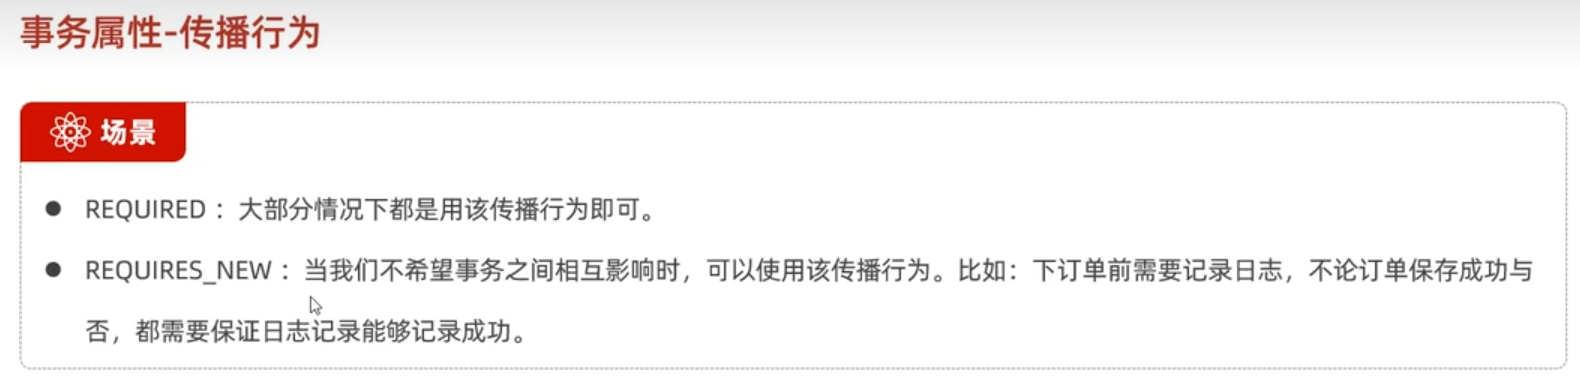 事务属性-传播行为
场景
● REQUIRED ：大部分情况下都是用该传播行为即可。
● REQUIRES_NEW ：当我们不希望事务之间相互影响时，可以使用该传播行为。比如：下订单前需要记录日志，不论订单保存成功与
否，都需要保证日志记录能够记录成功。